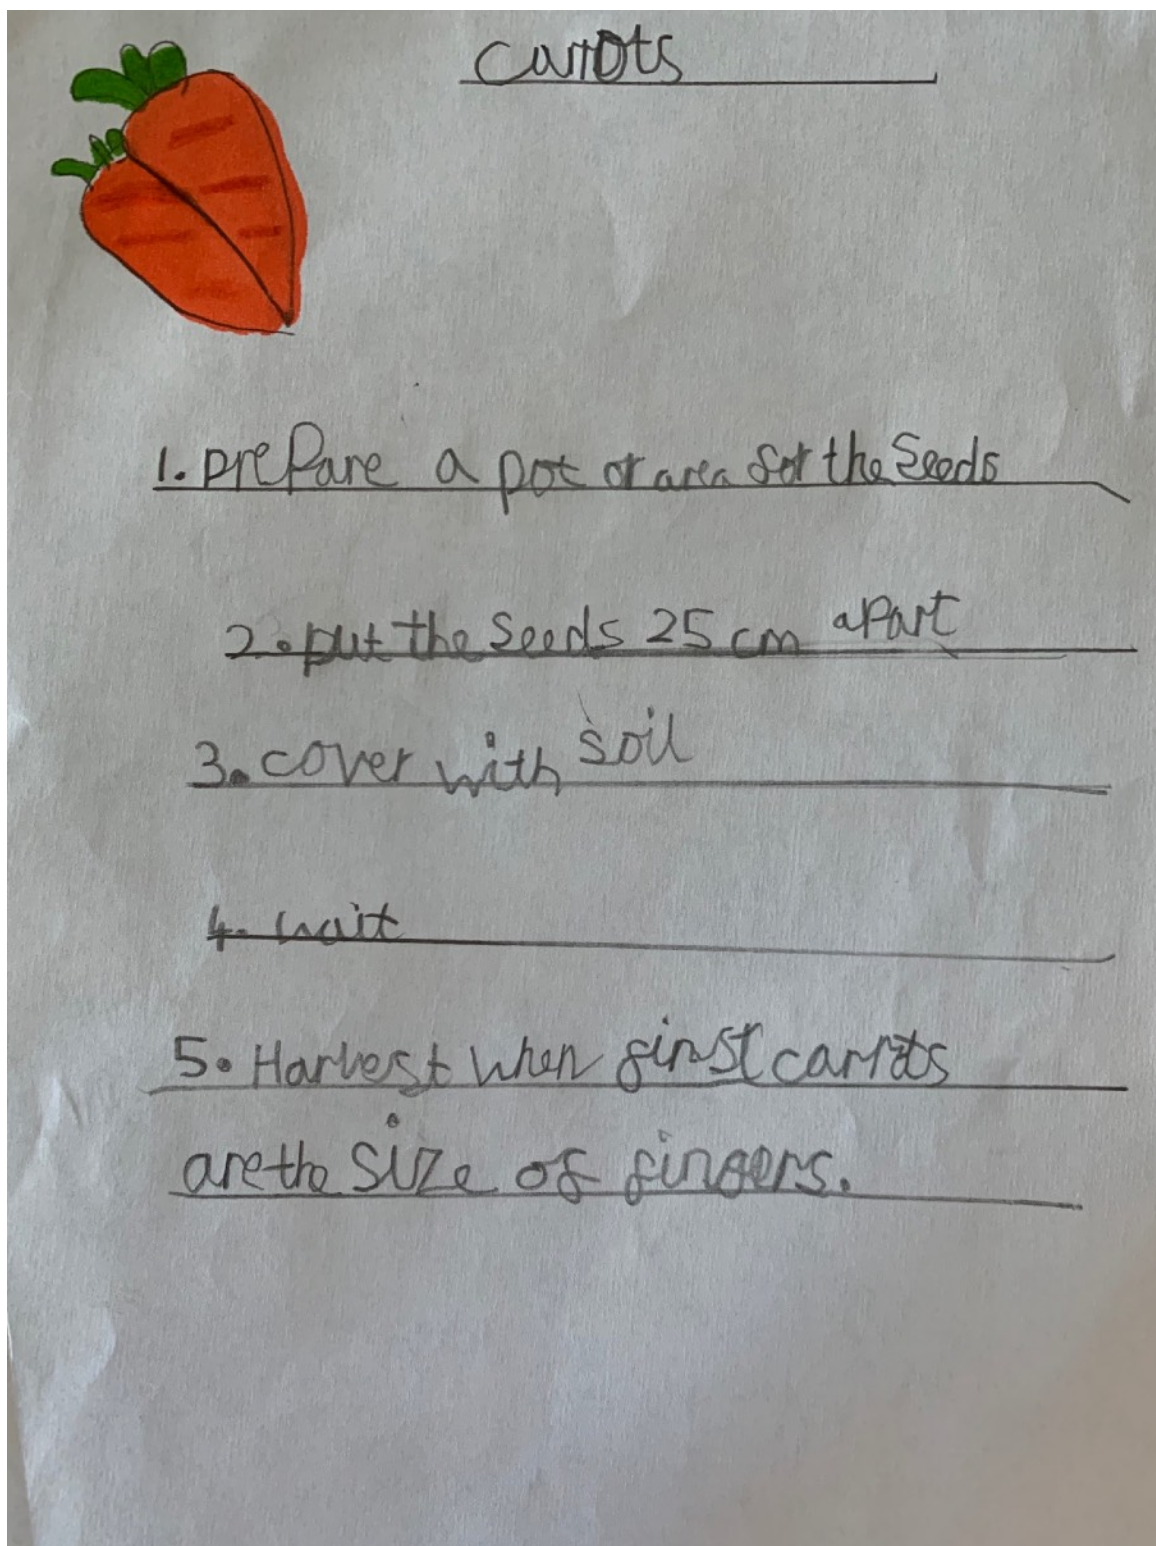 carrots
1. prepare a pot or area for the Seeds
2. put the seeds 25 cm apart
3. cover with soil
4. wait
5. Harvest when first carrots
are the size of fingers.